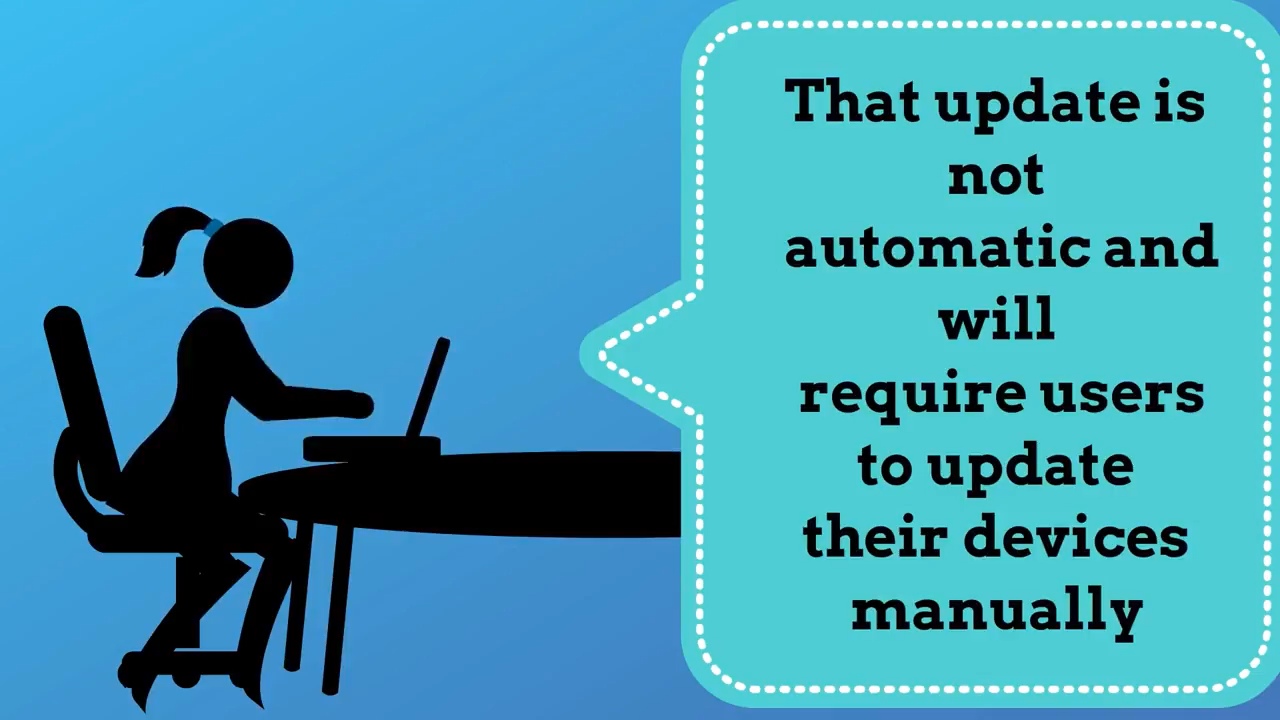 That update is
not
automatic and
will
require users
to update
their devices
manually